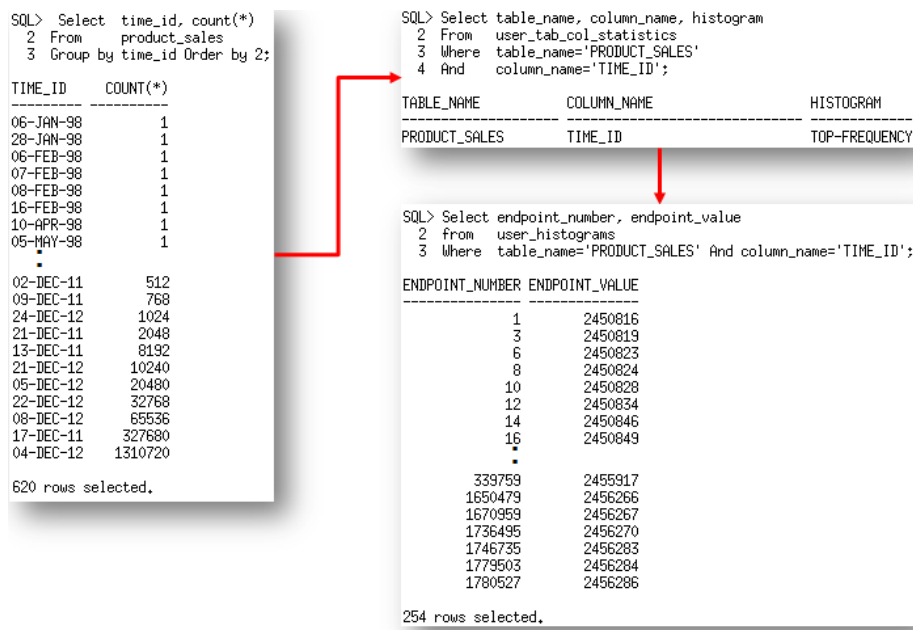 SQL> Select time_id, count(*)
2 From product_sales
3 Group by time_id Order by 2;
TIME_ID COUNT(*)
--------- ----------
06-JAN-98 1
28-JAN-98 1
06-FEB-98 1
07-FEB-98 1
08-FEB-98 1
16-FEB-98 1
10-APR-98 1
05-MAY-98 1
02-DEC-11 512
09-DEC-11 768
24-DEC-12 1024
21-DEC-11 2048
13-DEC-11 8192
21-DEC-12 10240
05-DEC-12 20480
22-DEC-12 32768
08-DEC-12 65536
17-DEC-11 327680
04-DEC-12 1310720
620 rows selected.
SQL> Select table_name, column_name, histogram
2 From user_tab_col_statistics
3 Where table_name='PRODUCT_SALES'
4 And column_name='TIME_ID';
TABLE_NAME COLUMN_NAME HISTOGRAM
-------------------- ------------------------------ -------------
PRODUCT_SALES TIME_ID TOP-FREQUENCY
SQL> Select endpoint_number, endpoint_value
2 from user_histograms
3 Where table_name='PRODUCT_SALES' And column_name='TIME_ID';
ENDPOINT_NUMBER ENDPOINT_VALUE
--------------- --------------
1 2450816
3 2450819
6 2450823
8 2450824
10 2450828
12 2450834
14 2450846
16 2450849
339759 2455917
1650479 2456266
1670959 2456267
1736495 2456270
1746735 2456283
1779503 2456284
1780527 2456286
254 rows selected.